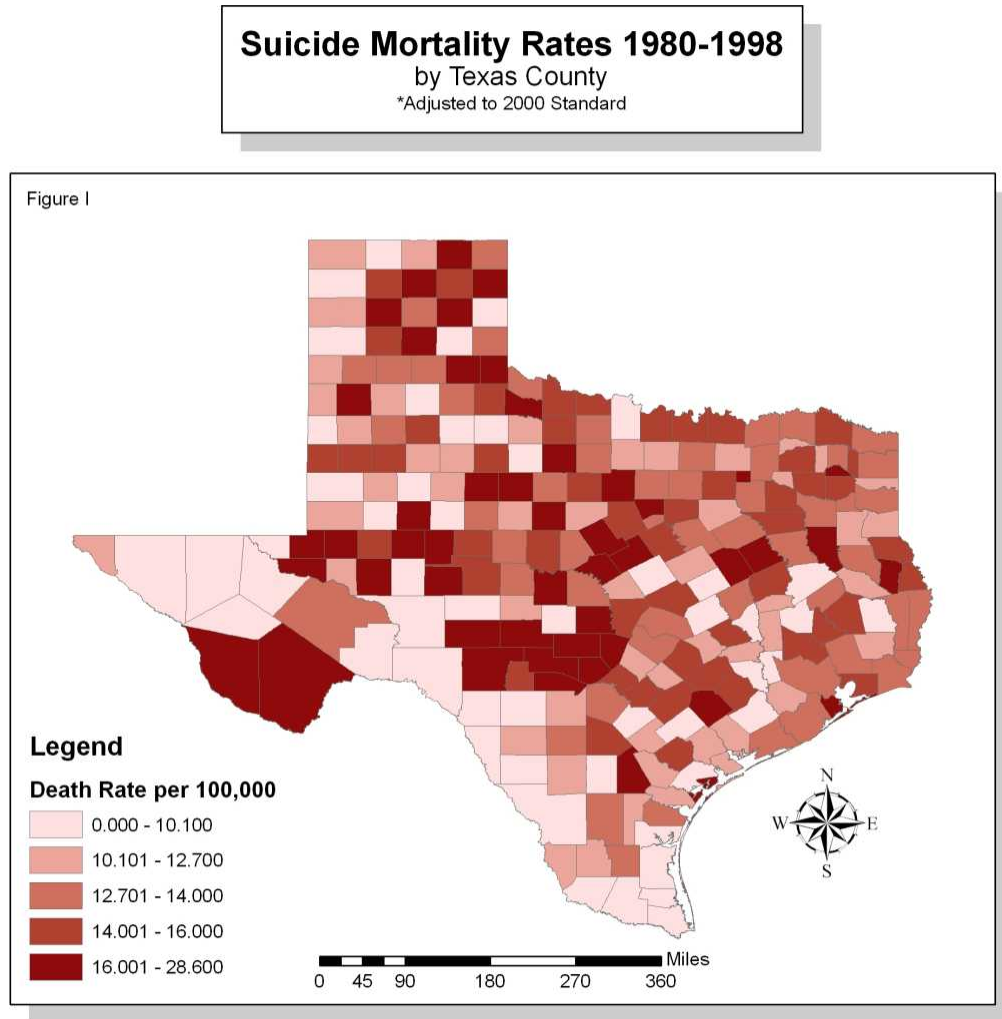 Suicide Mortality Rates 1980-1998
by Texas County
*Adjusted to 2000 Standard
Figure I
Legend
Death Rate per 100,000
0.000 - 10.100
10.101 - 12.700
12.701 - 14.000
14.001 - 16.000
16.001 - 28.600
N
W E
S
Miles
0 45 90 180 270 360